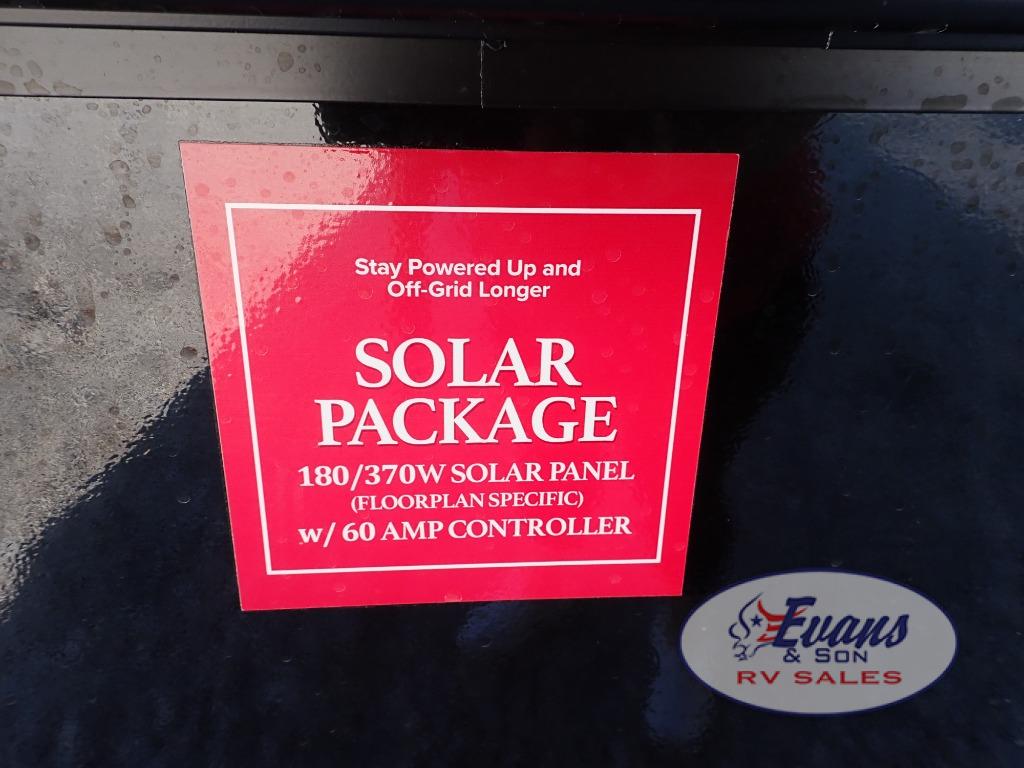 Stay Powered Up and
Off-Grid Longer
SOLAR
PACKAGE
180/370W SOLAR PANEL
(FLOORPLAN SPECIFIC)
w/ 60 AMP CONTROLLER
Evans
& SON
RV SALES